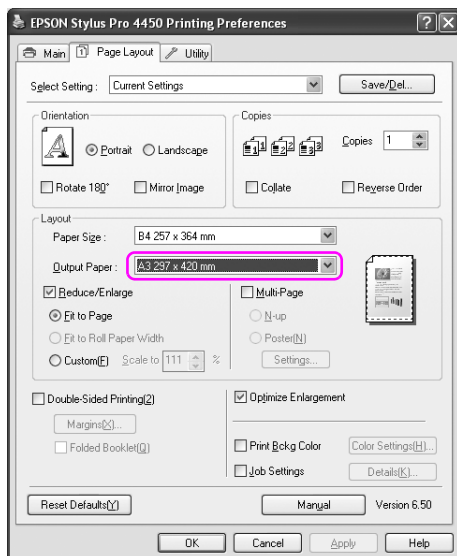 EPSON Stylus Pro 4450 Printing Preferences
Main Page Layout Utility
Select Setting : Current Settings Save/Del...
Orientation
Portrait Landscape
Rotate 180° Mirror Image
Copies
Copies 1
Collate Reverse Order
Layout
Paper Size : B4 257 x 364 mm
Output Paper : A3 297 x 420 mm
Reduce/Enlarge
Fit to Page
Fit to Roll Paper Width
Custom(F) Scale to 111 %
Multi-Page
N-up
Poster(N)
Settings...
Double-Sided Printing(2)
Margins(X)...
Folded Booklet(Q)
Optimize Enlargement
Print Bckg Color Color Settings(H)...
Job Settings Details(K)...
Reset Defaults(Y) Manual Version 6.50
OK Cancel Apply Help